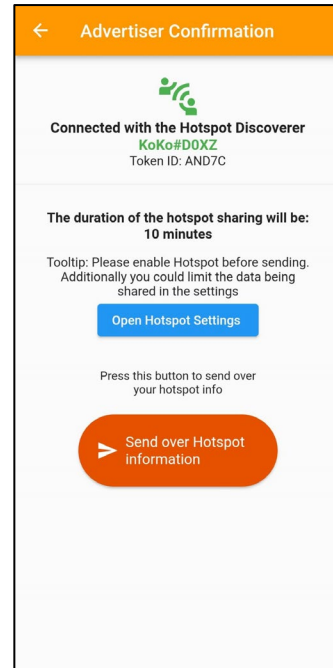 Advertiser Confirmation
Connected with the Hotspot Discoverer
KoKo#D0XZ
Token ID: AND7C
The duration of the hotspot sharing will be:
10 minutes
Tooltip: Please enable Hotspot before sending.
Additionally you could limit the data being
shared in the settings
Open Hotspot Settings
Press this button to send over
your hotspot info
Send over Hotspot
information